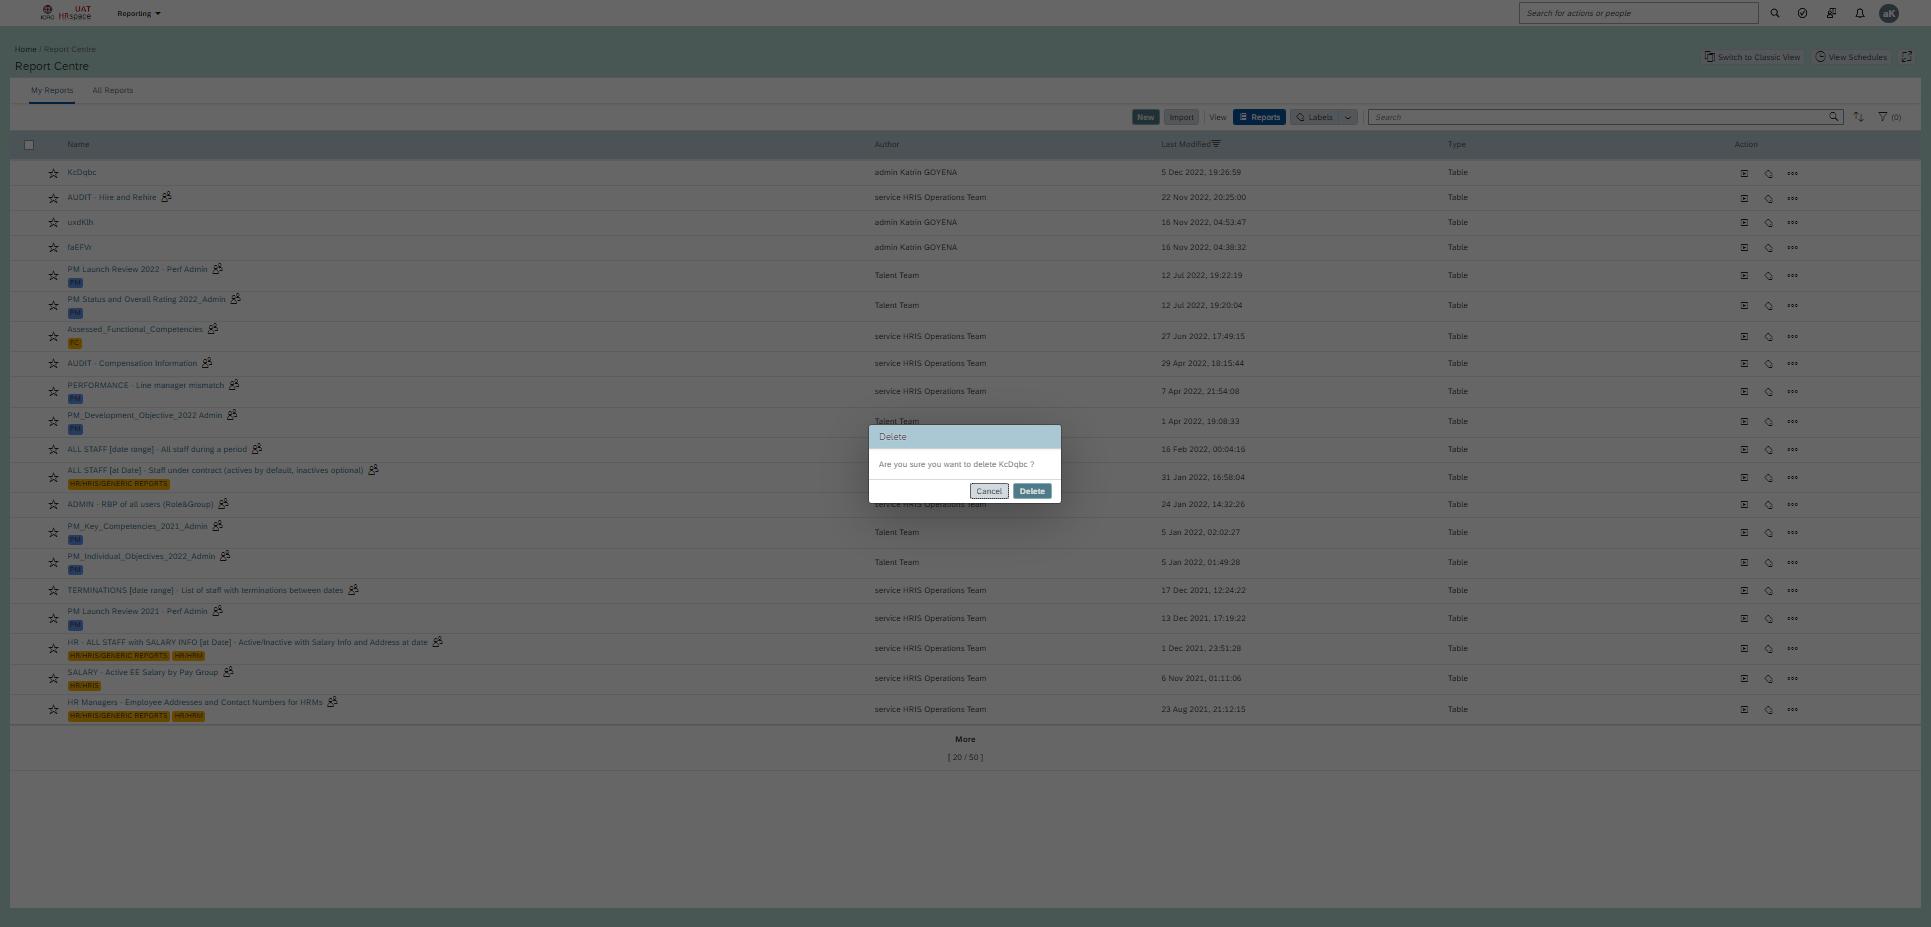 UAT
ICRC HRspace
Reporting
Search for actions or people
aK
Home / Report Centre
Report Centre
Switch to Classic View
View Schedules
My Reports
All Reports
New
Import
View
Reports
Labels
Search
(0)
Name Author Last Modified Type Action
KcDqbc admin Katrin GOYENA 5 Dec 2022, 19:26:59 Table
AUDIT - Hire and Rehire service HRIS Operations Team 22 Nov 2022, 20:25:00 Table
uxdKlh admin Katrin GOYENA 16 Nov 2022, 04:53:47 Table
faEFVr admin Katrin GOYENA 16 Nov 2022, 04:38:32 Table
PM Launch Review 2022 - Perf Admin
PM
Talent Team 12 Jul 2022, 19:22:19 Table
PM Status and Overall Rating 2022_Admin
PM
Talent Team 12 Jul 2022, 19:20:04 Table
Assessed_Functional_Competencies
FC
service HRIS Operations Team 27 Jun 2022, 17:49:15 Table
AUDIT - Compensation Information service HRIS Operations Team 29 Apr 2022, 18:15:44 Table
PERFORMANCE - Line manager mismatch
PM
service HRIS Operations Team 7 Apr 2022, 21:54:08 Table
PM_Development_Objective_2022 Admin
PM
Talent Team 1 Apr 2022, 19:08:33 Table
ALL STAFF [date range] - All staff during a period 16 Feb 2022, 00:04:16 Table
ALL STAFF [at Date] - Staff under contract (actives by default, inactives optional)
HR/HRIS/GENERIC REPORTS
31 Jan 2022, 16:58:04 Table
ADMIN - RBP of all users (Role&Group) service HRIS Operations Team 24 Jan 2022, 14:32:26 Table
PM_Key_Competencies_2021_Admin
PM
Talent Team 5 Jan 2022, 02:02:27 Table
PM_Individual_Objectives_2022_Admin
PM
Talent Team 5 Jan 2022, 01:49:28 Table
TERMINATIONS [date range] - List of staff with terminations between dates service HRIS Operations Team 17 Dec 2021, 12:24:22 Table
PM Launch Review 2021 - Perf Admin
PM
service HRIS Operations Team 13 Dec 2021, 17:19:22 Table
HR - ALL STAFF with SALARY INFO [at Date] - Active/Inactive with Salary Info and Address at date
HR/HRIS/GENERIC REPORTS HR/HRM
service HRIS Operations Team 1 Dec 2021, 23:51:28 Table
SALARY - Active EE Salary by Pay Group
HR/HRIS
service HRIS Operations Team 6 Nov 2021, 01:11:06 Table
HR Managers - Employee Addresses and Contact Numbers for HRMs
HR/HRIS/GENERIC REPORTS HR/HRM
service HRIS Operations Team 23 Aug 2021, 21:12:15 Table
More
[ 20 / 50 ]
Delete
Are you sure you want to delete KcDqbc ?
Cancel
Delete